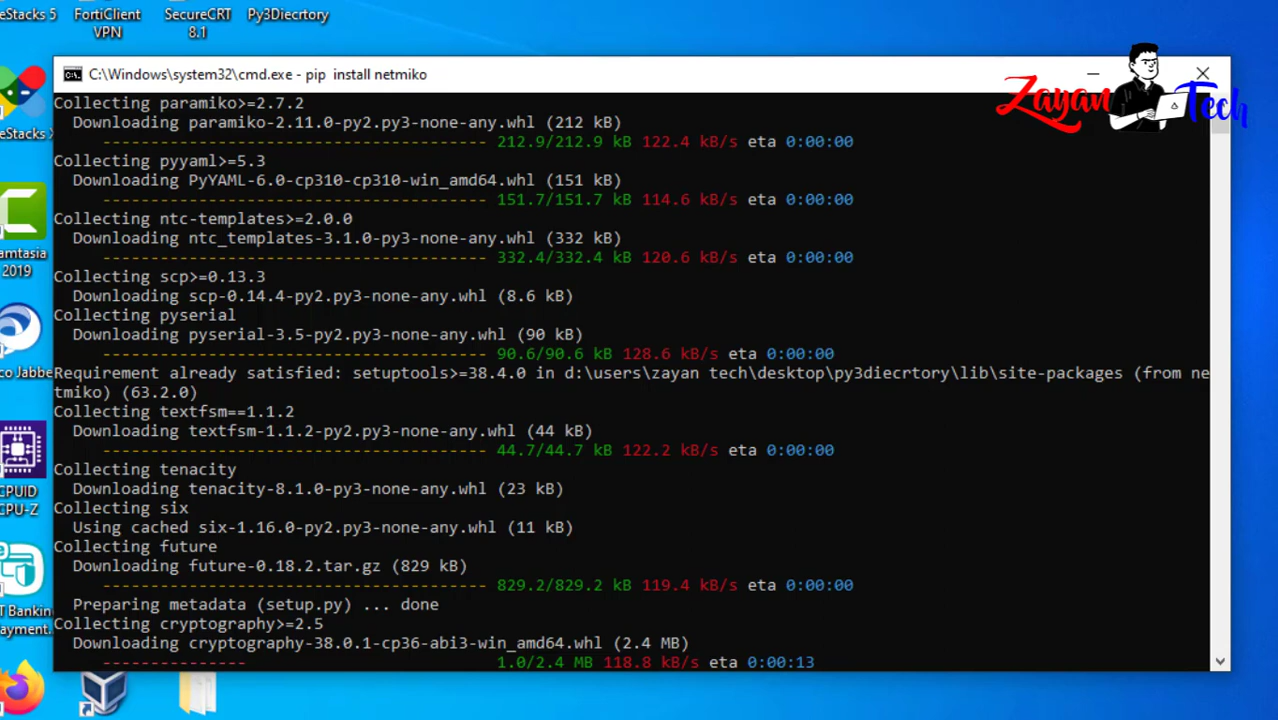 eStacks 5
FortiClient
VPN
SecureCRT
8.1
Py3Diecrtory
C:\Windows\system32\cmd.exe - pip  install netmiko
Zayan Tech
Collecting paramiko>=2.7.2
Downloading paramiko-2.11.0-py2.py3-none-any.whl (212 kB)
---------------------------------------- 212.9/212.9 kB 122.4 kB/s eta 0:00:00
Collecting pyyaml>=5.3
Downloading PyYAML-6.0-cp310-cp310-win_amd64.whl (151 kB)
---------------------------------------- 151.7/151.7 kB 114.6 kB/s eta 0:00:00
Collecting ntc-templates>=2.0.0
Downloading ntc_templates-3.1.0-py3-none-any.whl (332 kB)
---------------------------------------- 332.4/332.4 kB 120.6 kB/s eta 0:00:00
Collecting scp>=0.13.3
Downloading scp-0.14.4-py2.py3-none-any.whl (8.6 kB)
Collecting pyserial
Downloading pyserial-3.5-py2.py3-none-any.whl (90 kB)
---------------------------------------- 90.6/90.6 kB 128.6 kB/s eta 0:00:00
Requirement already satisfied: setuptools>=38.4.0 in d:\users\zayan tech\desktop\py3diecrtory\lib\site-packages (from ne
tmiko) (63.2.0)
Collecting textfsm==1.1.2
Downloading textfsm-1.1.2-py2.py3-none-any.whl (44 kB)
---------------------------------------- 44.7/44.7 kB 122.2 kB/s eta 0:00:00
Collecting tenacity
Downloading tenacity-8.1.0-py3-none-any.whl (23 kB)
Collecting six
Using cached six-1.16.0-py2.py3-none-any.whl (11 kB)
Collecting future
Downloading future-0.18.2.tar.gz (829 kB)
---------------------------------------- 829.2/829.2 kB 119.4 kB/s eta 0:00:00
Preparing metadata (setup.py) ... done
Collecting cryptography>=2.5
Downloading cryptography-38.0.1-cp36-abi3-win_amd64.whl (2.4 MB)
--------------- 1.0/2.4 MB 118.8 kB/s eta 0:00:13
eStacks
amtasia
2019
co Jabbe
CPUID
CPU-Z
T Bankin
ayment.